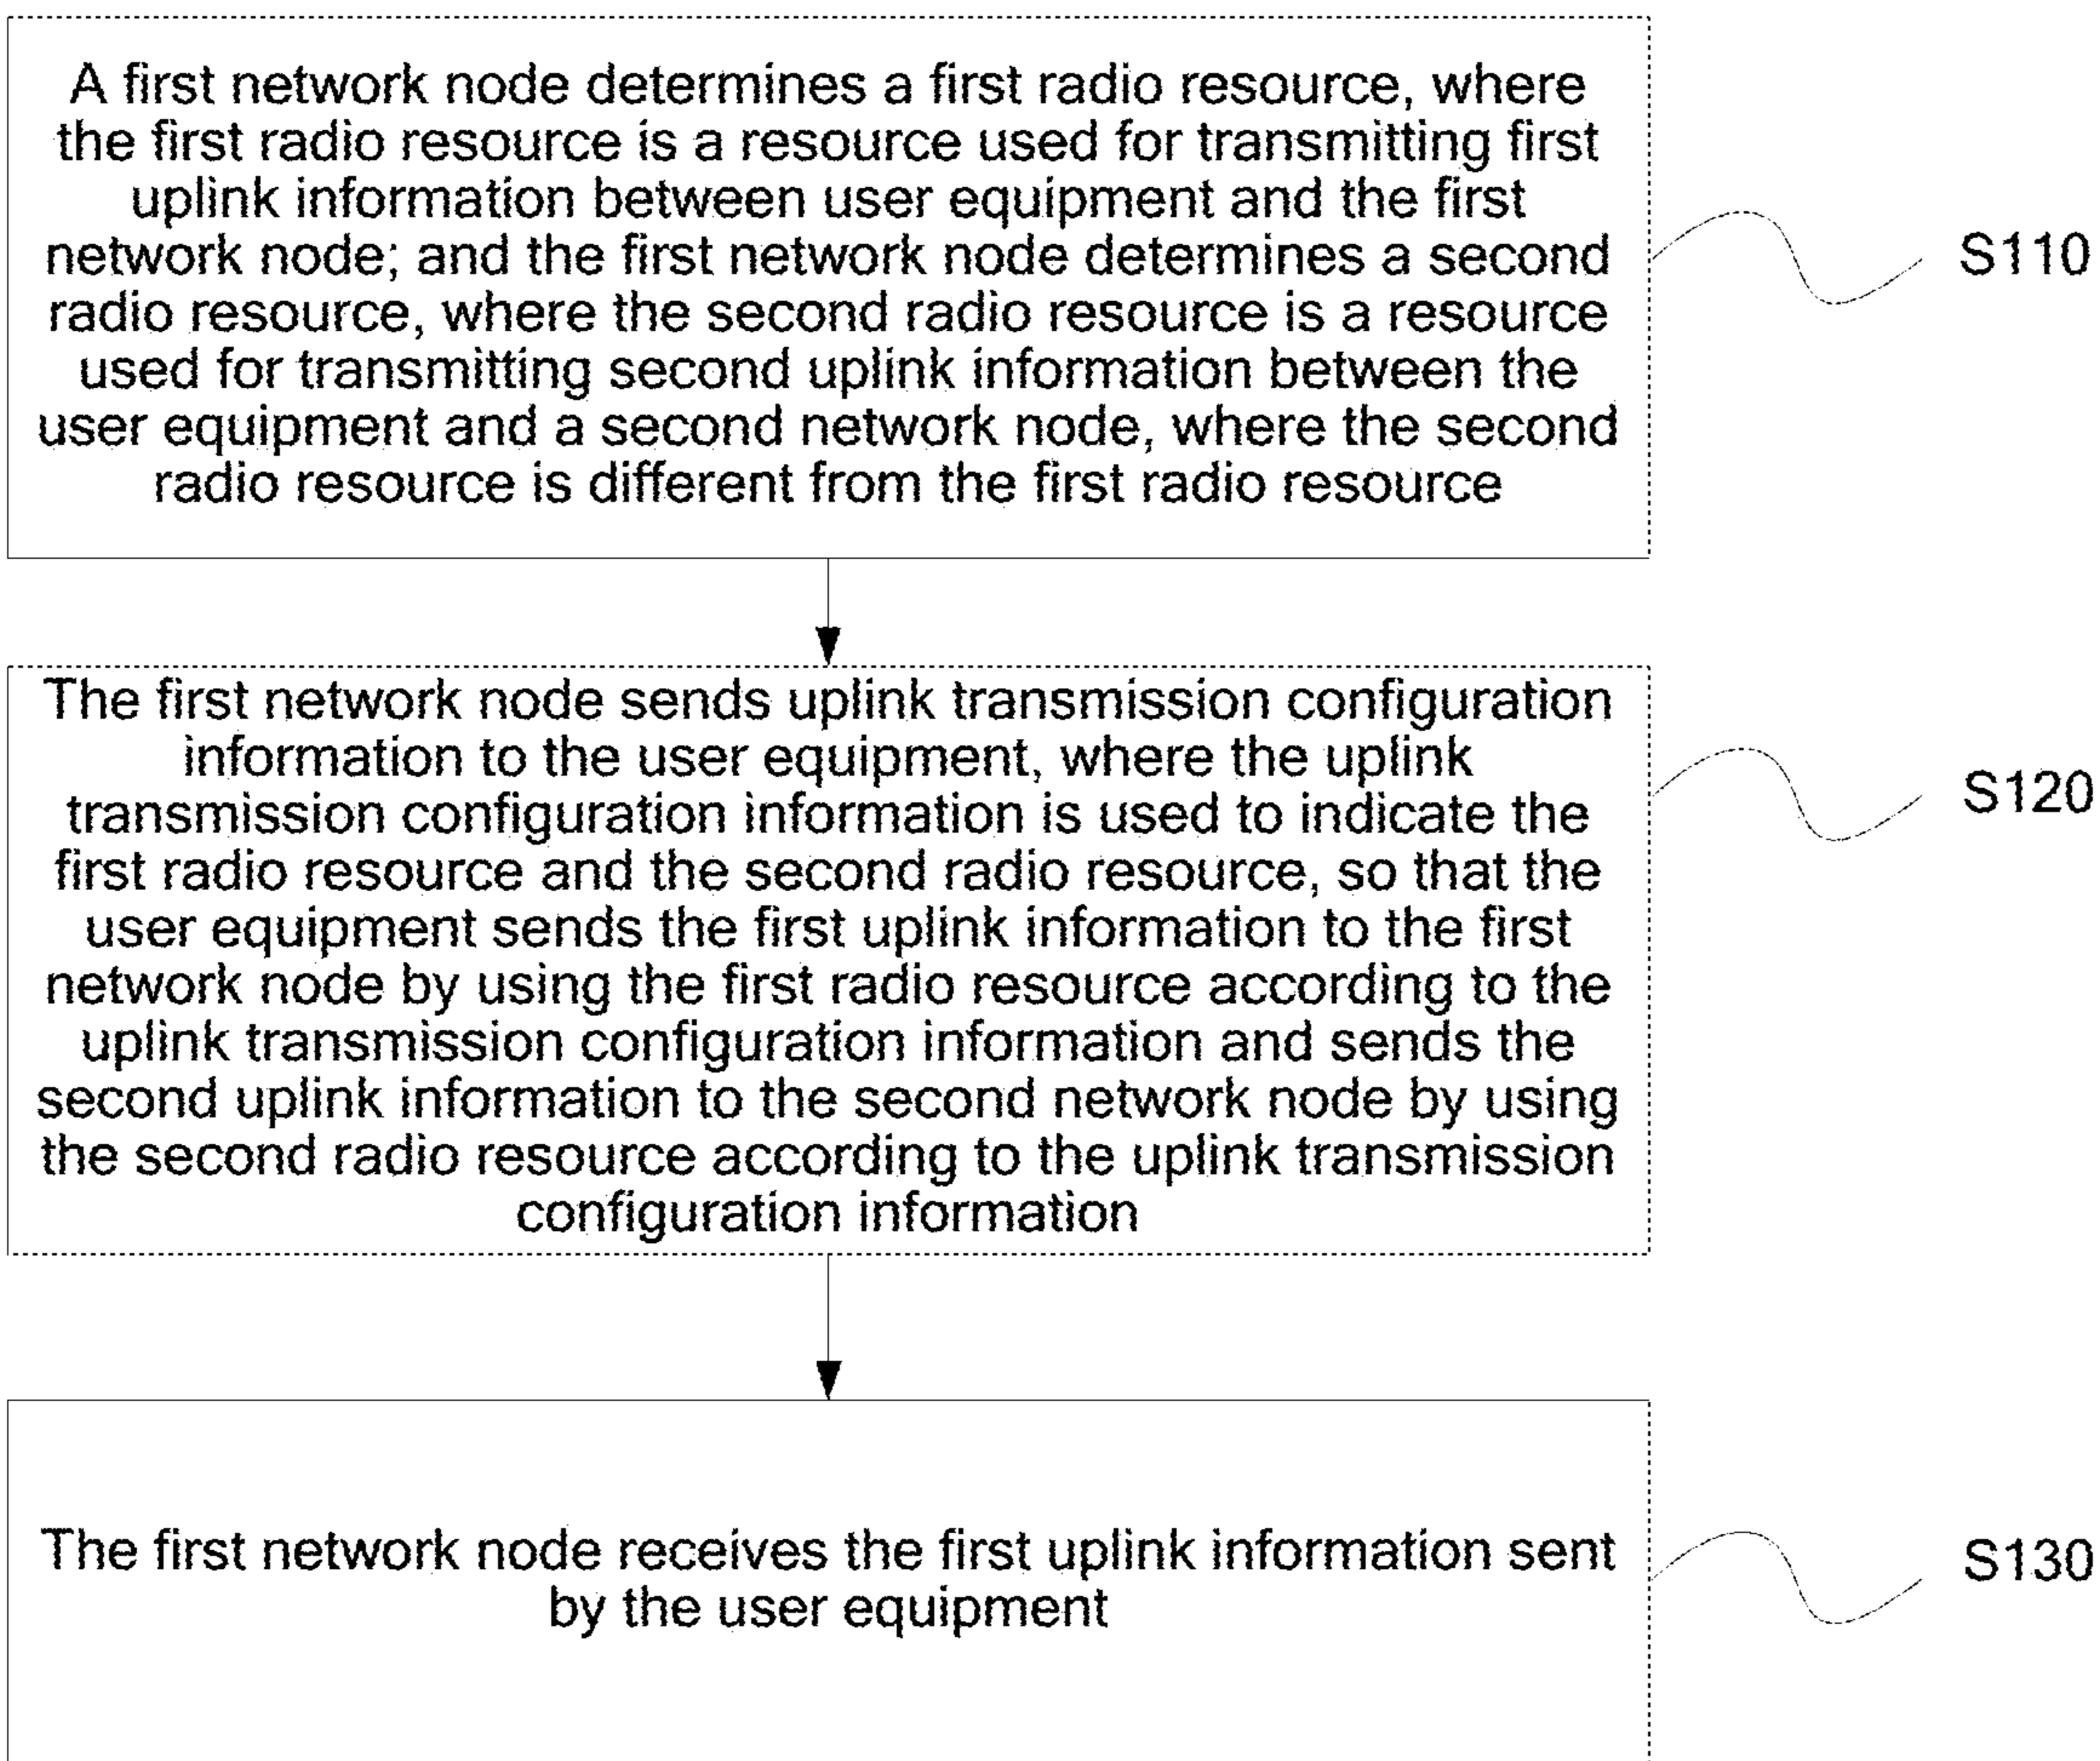 A first network node determines a first radio resource, where
the first radio resource is a resource used for transmitting first
uplink information between user equipment and the first
network node; and the first network node determines a second
radio resource, where the second radio resource is a resource
used for transmitting second uplink information between the
user equipment and a second network node, where the second
radio resource is different from the first radio resource
S110
The first network node sends uplink transmission configuration
information to the user equipment, where the uplink
transmission configuration information is used to indicate the
first radio resource and the second radio resource, so that the
user equipment sends the first uplink information to the first
network node by using the first radio resource according to the
uplink transmission configuration information and sends the
second uplink information to the second network node by using
the second radio resource according to the uplink transmission
configuration information
S120
The first network node receives the first uplink information sent
by the user equipment
S130